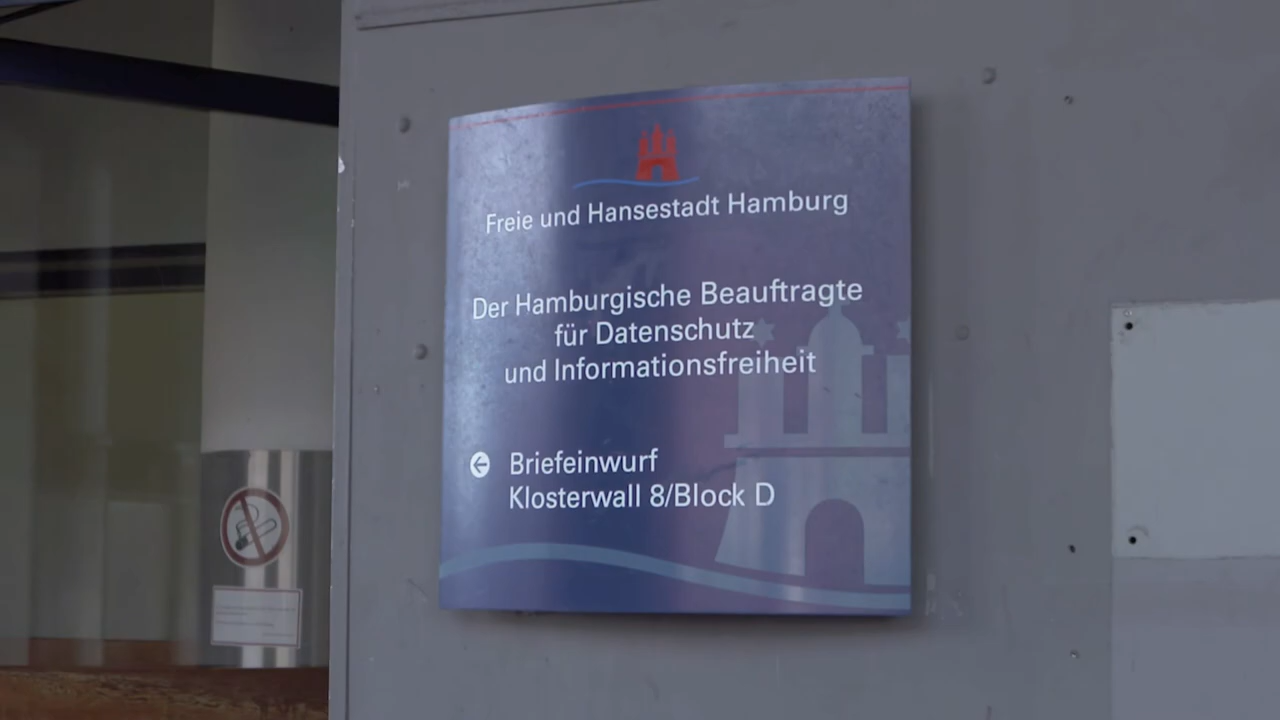 Freie und Hansestadt Hamburg
Der Hamburgische Beauftragte
für Datenschutz
und Informationsfreiheit
Briefeinwurf
Klosterwall 8/Block D